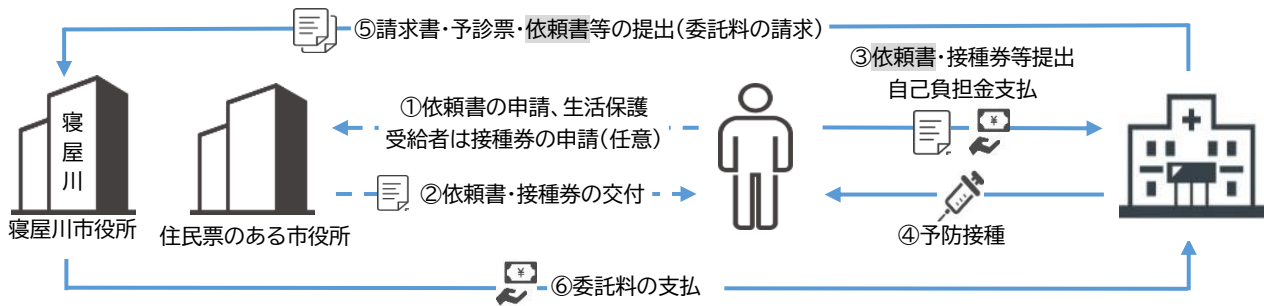 ⑤請求書・予診票・依頼書等の提出(委託料の請求)
③依頼書・接種券等提出
自己負担金支払
①依頼書の申請、生活保護
受給者は接種券の申請(任意)
寝屋川
②依頼書・接種券の交付
寝屋川市役所
住民票のある市役所
④予防接種
⑥委託料の支払
¥
¥